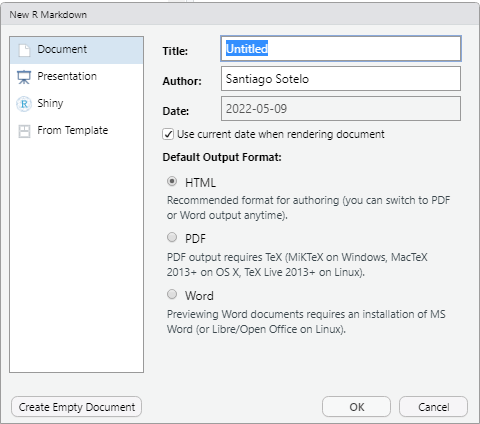 New R Markdown
Document
Presentation
Shiny
From Template
Title: Untitled
Author: Santiago Sotelo
Date: 2022-05-09
Use current date when rendering document
Default Output Format:
HTML
Recommended format for authoring (you can switch to PDF
or Word output anytime).
PDF
PDF output requires TeX (MiKTeX on Windows, MacTeX
2013+ on OS X, TeX Live 2013+ on Linux).
Word
Previewing Word documents requires an installation of MS
Word (or Libre/Open Office on Linux).
Create Empty Document
OK
Cancel